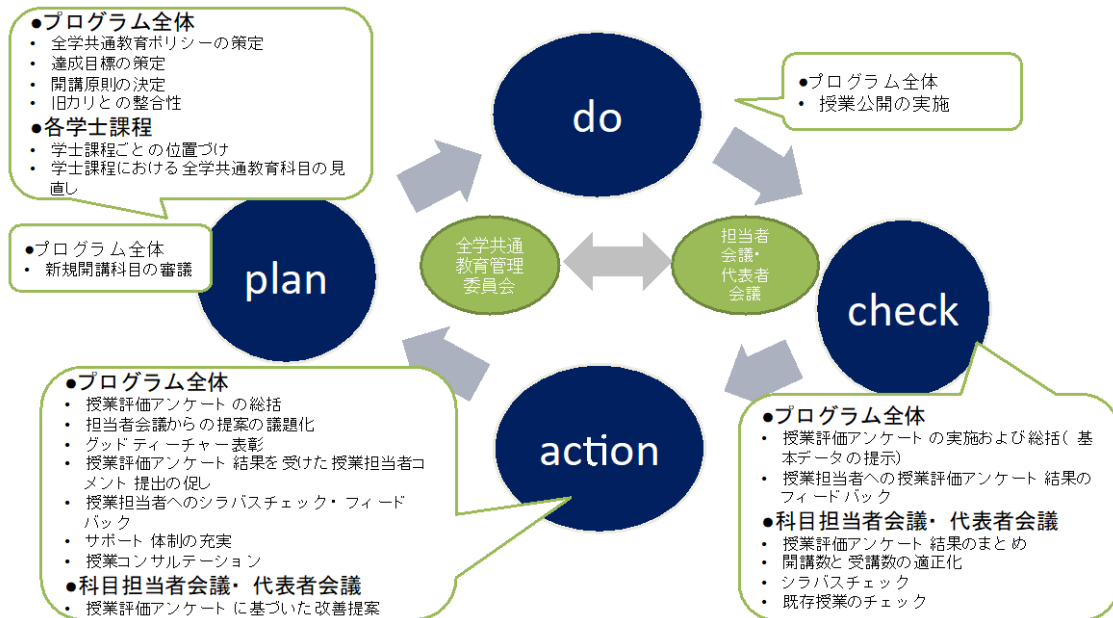 ●プログラム全体
• 全学共通教育ポリシーの策定
• 達成目標の策定
• 開講原則の決定
• 旧カリとの整合性
●各学士課程
• 学士課程ごとの位置づけ
• 学士課程における全学共通教育科目の見
直し
●プログラム全体
• 新規開講科目の審議
plan
do
●プログラム全体
• 授業公開の実施
全学共通
教育管理
委員会
担当者
会議・
代表者
会議
check
action
●プログラム全体
• 授業評価アンケートの総括
• 担当者会議からの提案の議題化
• グッドティーチャー表彰
• 授業評価アンケート結果を受けた授業担当者コ
メント提出の促し
• 授業担当者へのシラバスチェック・フィード
バック
• サポート体制の充実
• 授業コンサルテーション
●科目担当者会議・代表者会議
• 授業評価アンケートに基づいた改善提案
●プログラム全体
• 授業評価アンケートの実施および総括(基
本データの提示)
• 授業担当者への授業評価アンケート結果の
フィードバック
●科目担当者会議・代表者会議
• 授業評価アンケート結果のまとめ
• 開講数と受講数の適正化
• シラバスチェック
• 既存授業のチェック